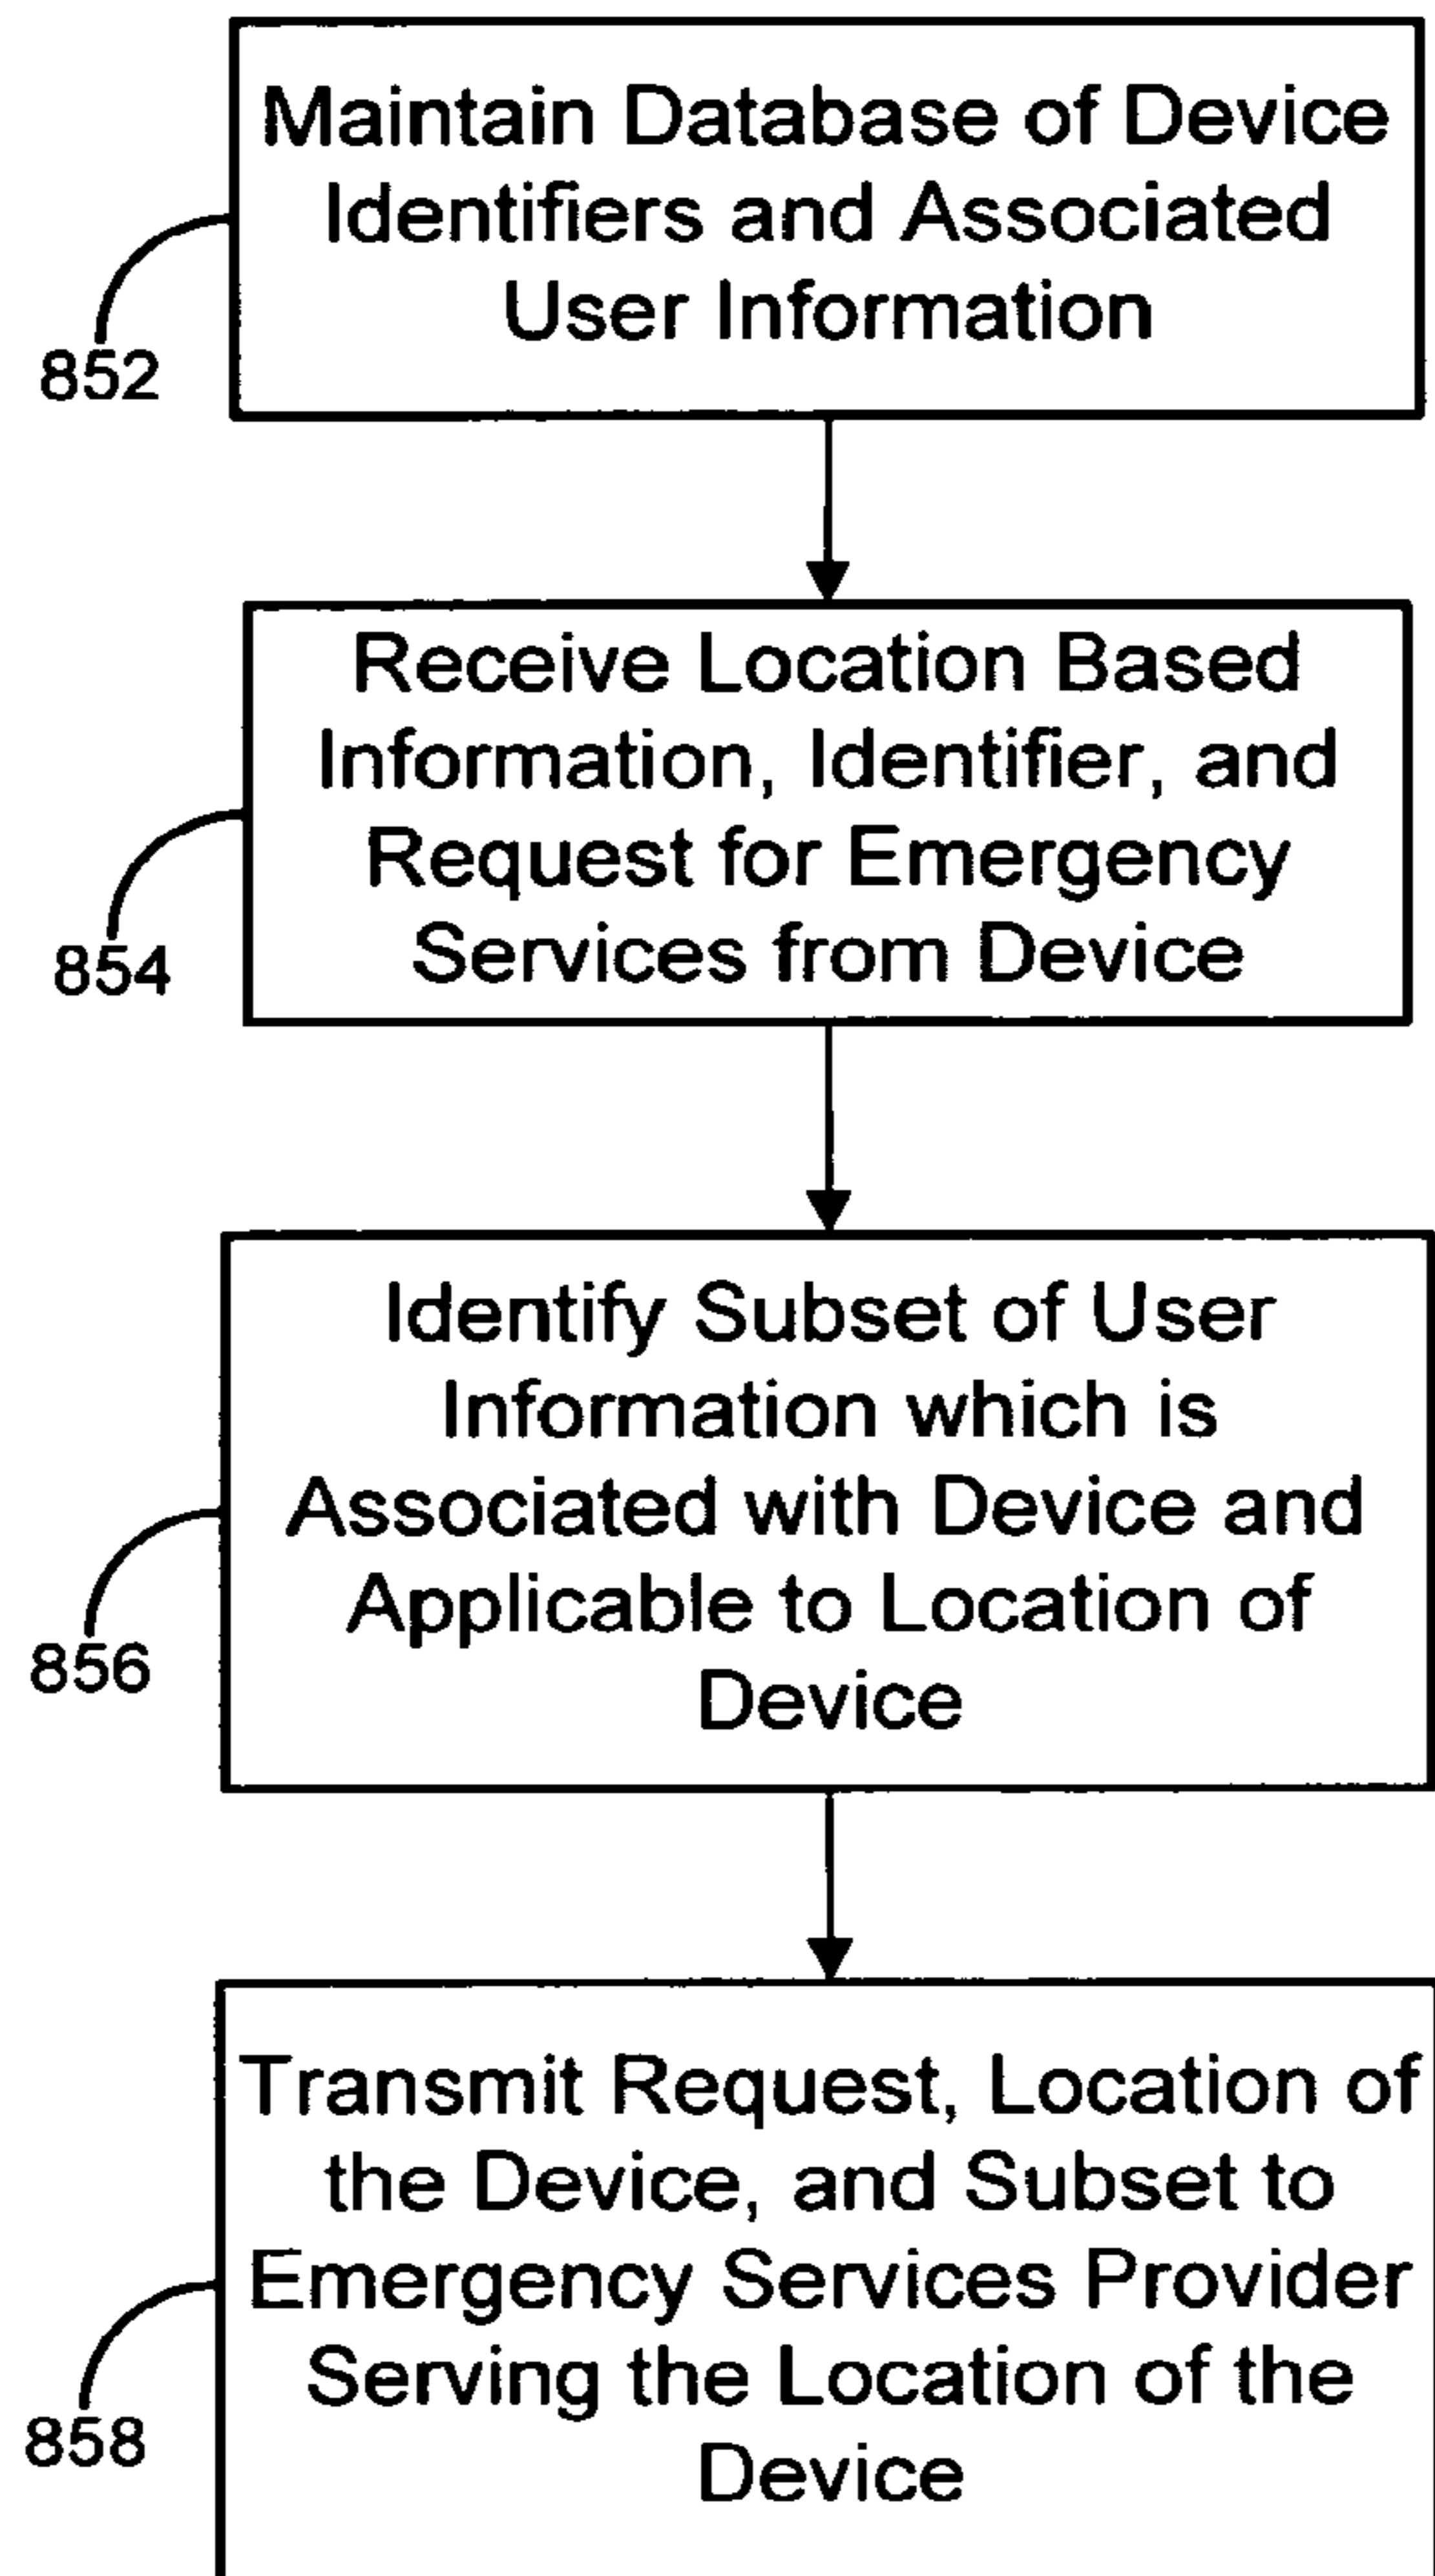 Maintain Database of Device
Identifiers and Associated
User Information
852
Receive Location Based
Information, Identifier, and
Request for Emergency
Services from Device
854
Identify Subset of User
Information which is
Associated with Device and
Applicable to Location of
Device
856
Transmit Request, Location of
the Device, and Subset to
Emergency Services Provider
Serving the Location of the
Device
858